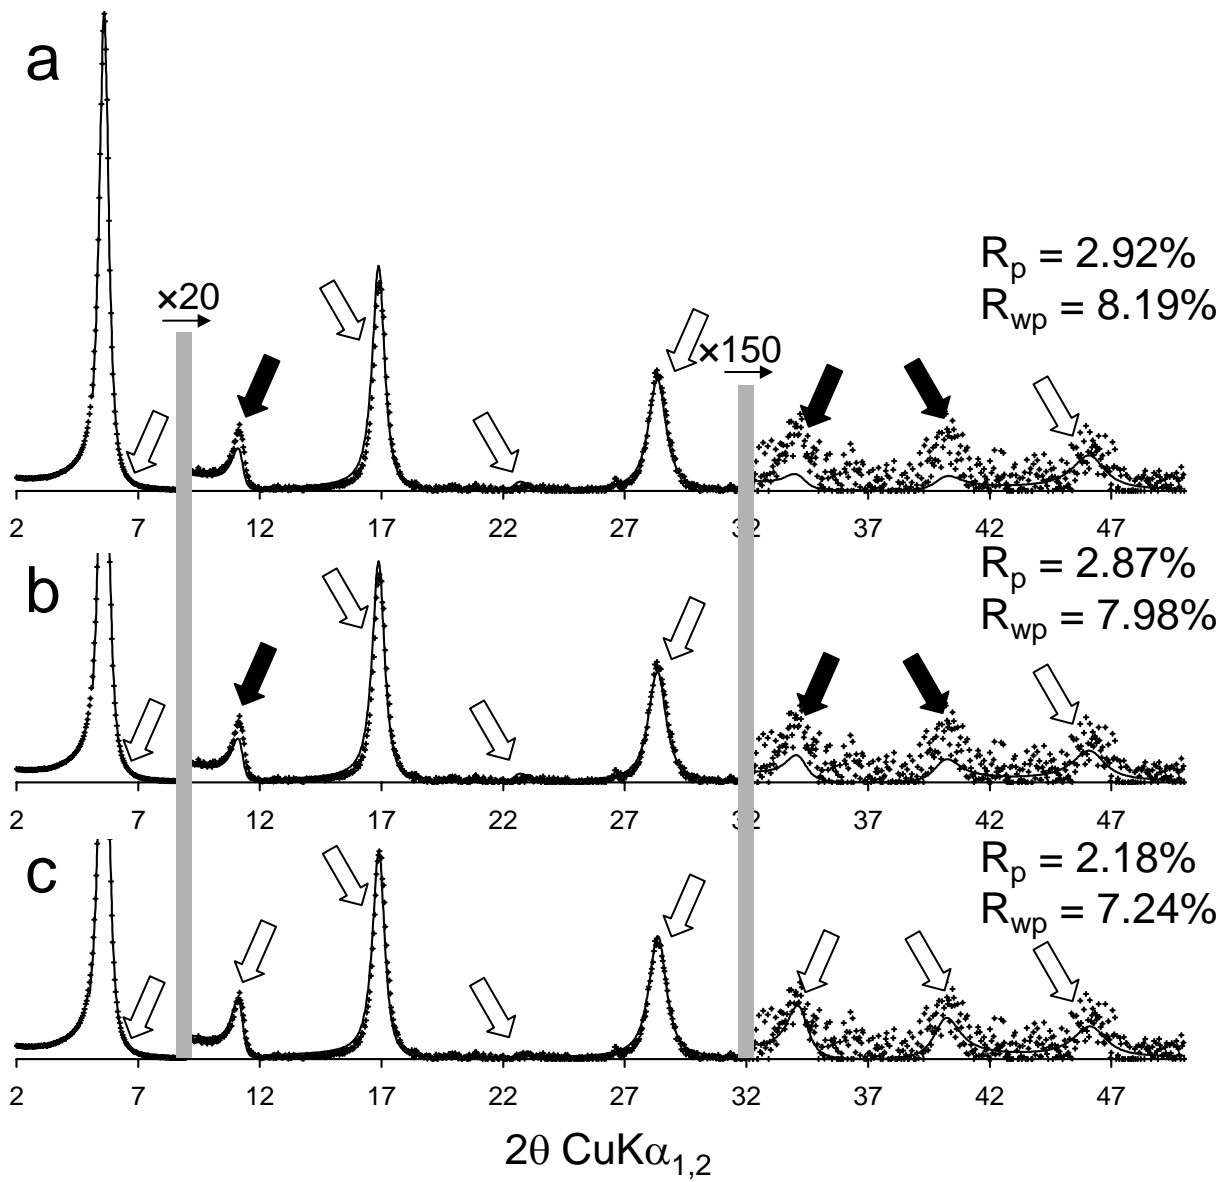 a
R_p = 2.92%
×20
R_wp = 8.19%
×150
2 7 12 17 22 27 32 37 42 47
b
R_p = 2.87%
R_wp = 7.98%
2 7 12 17 22 27 32 37 42 47
c
R_p = 2.18%
R_wp = 7.24%
2 7 12 17 22 27 32 37 42 47
2θ CuKα_1,2